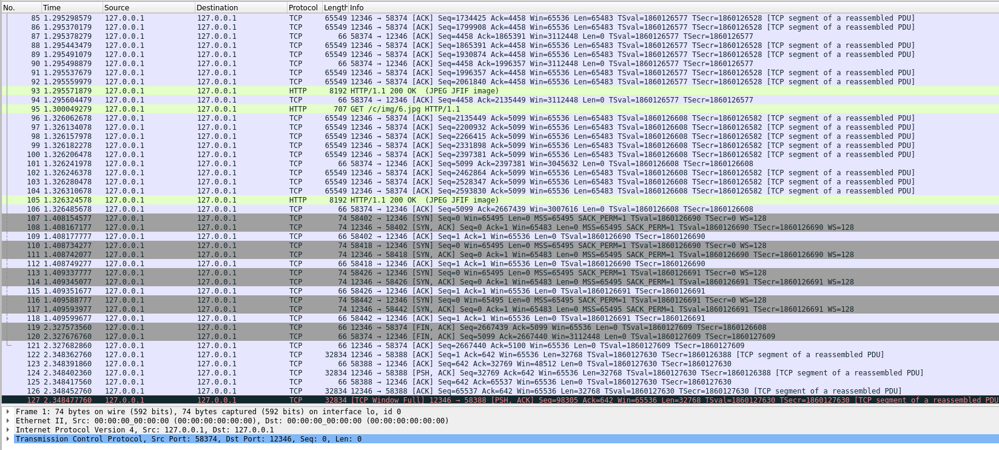 No. Time Source Destination Protocol Length Info
85 1.295298579 127.0.0.1 127.0.0.1 TCP 65549 12346 → 58374 [ACK] Seq=1734425 Ack=4458 Win=65536 Len=65483 TSval=1860126577 TSecr=1860126528 [TCP segment of a reassembled PDU]
86 1.295370179 127.0.0.1 127.0.0.1 TCP 65549 12346 → 58374 [ACK] Seq=1799908 Ack=4458 Win=65536 Len=65483 TSval=1860126577 TSecr=1860126528 [TCP segment of a reassembled PDU]
87 1.295378279 127.0.0.1 127.0.0.1 TCP 66 58374 → 12346 [ACK] Seq=4458 Ack=1865391 Win=3112448 Len=0 TSval=1860126577 TSecr=1860126577
88 1.295443479 127.0.0.1 127.0.0.1 TCP 65549 12346 → 58374 [ACK] Seq=1865391 Ack=4458 Win=65536 Len=65483 TSval=1860126577 TSecr=1860126528 [TCP segment of a reassembled PDU]
89 1.295491079 127.0.0.1 127.0.0.1 TCP 65549 12346 → 58374 [ACK] Seq=1930874 Ack=4458 Win=65536 Len=65483 TSval=1860126577 TSecr=1860126528 [TCP segment of a reassembled PDU]
90 1.295498879 127.0.0.1 127.0.0.1 TCP 66 58374 → 12346 [ACK] Seq=4458 Ack=1996357 Win=3112448 Len=0 TSval=1860126577 TSecr=1860126577
91 1.295537679 127.0.0.1 127.0.0.1 TCP 65549 12346 → 58374 [ACK] Seq=1996357 Ack=4458 Win=65536 Len=65483 TSval=1860126577 TSecr=1860126528 [TCP segment of a reassembled PDU]
92 1.295559979 127.0.0.1 127.0.0.1 TCP 65549 12346 → 58374 [ACK] Seq=2061840 Ack=4458 Win=65536 Len=65483 TSval=1860126577 TSecr=1860126528 [TCP segment of a reassembled PDU]
93 1.295571879 127.0.0.1 127.0.0.1 HTTP 8192 HTTP/1.1 200 OK (JPEG JFIF image)
94 1.295604479 127.0.0.1 127.0.0.1 TCP 66 58374 → 12346 [ACK] Seq=4458 Ack=2135449 Win=3112448 Len=0 TSval=1860126577 TSecr=1860126577
95 1.300049279 127.0.0.1 127.0.0.1 HTTP 707 GET /c/img/6.jpg HTTP/1.1
96 1.326062678 127.0.0.1 127.0.0.1 TCP 65549 12346 → 58374 [ACK] Seq=2135449 Ack=5099 Win=65536 Len=65483 TSval=1860126608 TSecr=1860126582 [TCP segment of a reassembled PDU]
97 1.326134078 127.0.0.1 127.0.0.1 TCP 65549 12346 → 58374 [ACK] Seq=2200932 Ack=5099 Win=65536 Len=65483 TSval=1860126608 TSecr=1860126582 [TCP segment of a reassembled PDU]
98 1.326157978 127.0.0.1 127.0.0.1 TCP 65549 12346 → 58374 [ACK] Seq=2266415 Ack=5099 Win=65536 Len=65483 TSval=1860126608 TSecr=1860126582 [TCP segment of a reassembled PDU]
99 1.326182278 127.0.0.1 127.0.0.1 TCP 65549 12346 → 58374 [ACK] Seq=2331898 Ack=5099 Win=65536 Len=65483 TSval=1860126608 TSecr=1860126582 [TCP segment of a reassembled PDU]
100 1.326206478 127.0.0.1 127.0.0.1 TCP 65549 12346 → 58374 [ACK] Seq=2397381 Ack=5099 Win=65536 Len=65483 TSval=1860126608 TSecr=1860126582 [TCP segment of a reassembled PDU]
101 1.326241978 127.0.0.1 127.0.0.1 TCP 66 58374 → 12346 [ACK] Seq=5099 Ack=2397381 Win=3045632 Len=0 TSval=1860126608 TSecr=1860126608
102 1.326246378 127.0.0.1 127.0.0.1 TCP 65549 12346 → 58374 [ACK] Seq=2462864 Ack=5099 Win=65536 Len=65483 TSval=1860126608 TSecr=1860126582 [TCP segment of a reassembled PDU]
103 1.326280478 127.0.0.1 127.0.0.1 TCP 65549 12346 → 58374 [ACK] Seq=2528347 Ack=5099 Win=65536 Len=65483 TSval=1860126608 TSecr=1860126582 [TCP segment of a reassembled PDU]
104 1.326310678 127.0.0.1 127.0.0.1 TCP 65549 12346 → 58374 [ACK] Seq=2593830 Ack=5099 Win=65536 Len=65483 TSval=1860126608 TSecr=1860126582 [TCP segment of a reassembled PDU]
105 1.326324578 127.0.0.1 127.0.0.1 HTTP 8192 HTTP/1.1 200 OK (JPEG JFIF image)
106 1.326485678 127.0.0.1 127.0.0.1 TCP 66 58374 → 12346 [ACK] Seq=5099 Ack=2667439 Win=3007616 Len=0 TSval=1860126608 TSecr=1860126608
107 1.408154577 127.0.0.1 127.0.0.1 TCP 74 58402 → 12346 [SYN] Seq=0 Win=65495 Len=0 MSS=65495 SACK_PERM=1 TSval=1860126690 TSecr=0 WS=128
108 1.408167177 127.0.0.1 127.0.0.1 TCP 74 12346 → 58402 [SYN, ACK] Seq=0 Ack=1 Win=65483 Len=0 MSS=65495 SACK_PERM=1 TSval=1860126690 TSecr=1860126690 WS=128
109 1.408177777 127.0.0.1 127.0.0.1 TCP 66 58402 → 12346 [ACK] Seq=1 Ack=1 Win=65536 Len=0 TSval=1860126690 TSecr=1860126690
110 1.408734277 127.0.0.1 127.0.0.1 TCP 74 58418 → 12346 [SYN] Seq=0 Win=65495 Len=0 MSS=65495 SACK_PERM=1 TSval=1860126690 TSecr=0 WS=128
111 1.408742077 127.0.0.1 127.0.0.1 TCP 74 12346 → 58418 [SYN, ACK] Seq=0 Ack=1 Win=65483 Len=0 MSS=65495 SACK_PERM=1 TSval=1860126690 TSecr=1860126690 WS=128
112 1.408749277 127.0.0.1 127.0.0.1 TCP 66 58418 → 12346 [ACK] Seq=1 Ack=1 Win=65536 Len=0 TSval=1860126690 TSecr=1860126690
113 1.409337777 127.0.0.1 127.0.0.1 TCP 74 58426 → 12346 [SYN] Seq=0 Win=65495 Len=0 MSS=65495 SACK_PERM=1 TSval=1860126691 TSecr=0 WS=128
114 1.409345077 127.0.0.1 127.0.0.1 TCP 74 12346 → 58426 [SYN, ACK] Seq=0 Ack=1 Win=65483 Len=0 MSS=65495 SACK_PERM=1 TSval=1860126691 TSecr=1860126691 WS=128
115 1.409351677 127.0.0.1 127.0.0.1 TCP 66 58426 → 12346 [ACK] Seq=1 Ack=1 Win=65536 Len=0 TSval=1860126691 TSecr=1860126691
116 1.409588777 127.0.0.1 127.0.0.1 TCP 74 58442 → 12346 [SYN] Seq=0 Win=65495 Len=0 MSS=65495 SACK_PERM=1 TSval=1860126691 TSecr=0 WS=128
117 1.409593977 127.0.0.1 127.0.0.1 TCP 74 12346 → 58442 [SYN, ACK] Seq=0 Ack=1 Win=65483 Len=0 MSS=65495 SACK_PERM=1 TSval=1860126691 TSecr=1860126691 WS=128
118 1.409599677 127.0.0.1 127.0.0.1 TCP 66 58442 → 12346 [ACK] Seq=1 Ack=1 Win=65536 Len=0 TSval=1860126691 TSecr=1860126691
119 2.327573560 127.0.0.1 127.0.0.1 TCP 66 12346 → 58374 [FIN, ACK] Seq=2667439 Ack=5099 Win=65536 Len=0 TSval=1860127609 TSecr=1860126608
120 2.327676760 127.0.0.1 127.0.0.1 TCP 66 58374 → 12346 [FIN, ACK] Seq=5099 Ack=2667440 Win=3112448 Len=0 TSval=1860127609 TSecr=1860127609
121 2.327682860 127.0.0.1 127.0.0.1 TCP 66 12346 → 58374 [ACK] Seq=2667440 Ack=5100 Win=65536 Len=0 TSval=1860127609 TSecr=1860127609
122 2.348362760 127.0.0.1 127.0.0.1 TCP 32834 12346 → 58388 [ACK] Seq=1 Ack=642 Win=65536 Len=32768 TSval=1860127630 TSecr=1860126388 [TCP segment of a reassembled PDU]
123 2.348391860 127.0.0.1 127.0.0.1 TCP 66 58388 → 12346 [ACK] Seq=642 Ack=32769 Win=48512 Len=0 TSval=1860127630 TSecr=1860127630
124 2.348402360 127.0.0.1 127.0.0.1 TCP 32834 12346 → 58388 [PSH, ACK] Seq=32769 Ack=642 Win=65536 Len=32768 TSval=1860127630 TSecr=1860126388 [TCP segment of a reassembled PDU]
125 2.348417560 127.0.0.1 127.0.0.1 TCP 66 58388 → 12346 [ACK] Seq=642 Ack=65537 Win=65536 Len=0 TSval=1860127630 TSecr=1860127630
126 2.348452760 127.0.0.1 127.0.0.1 TCP 32834 12346 → 58388 [ACK] Seq=65537 Ack=642 Win=65536 Len=32768 TSval=1860127630 TSecr=1860127630 [TCP segment of a reassembled PDU]
127 2.348477760 127.0.0.1 127.0.0.1 TCP 32834 [TCP Window Full] 12346 → 58388 [PSH, ACK] Seq=98305 Ack=642 Win=65536 Len=32768 TSval=1860127630 TSecr=1860127630 [TCP segment of a reassembled PDU
Frame 1: 74 bytes on wire (592 bits), 74 bytes captured (592 bits) on interface lo, id 0
Ethernet II, Src: 00:00:00_00:00:00 (00:00:00:00:00:00), Dst: 00:00:00_00:00:00 (00:00:00:00:00:00)
Internet Protocol Version 4, Src: 127.0.0.1, Dst: 127.0.0.1
Transmission Control Protocol, Src Port: 58374, Dst Port: 12346, Seq: 0, Len: 0